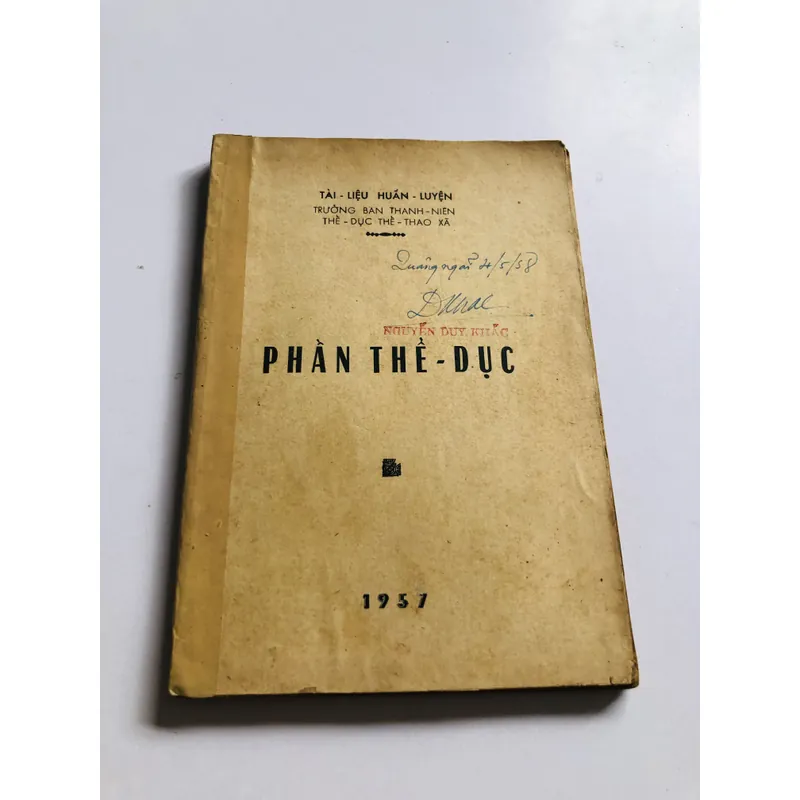 TÀI - LIỆU HUẤN - LUYỆN
TRƯỞNG BAN THANH-NIÊN
THỂ - DỤC THỂ - THAO XÃ
Quảng ngãi 4/5/58
NGUYỄN DUY KHẮC
PHẦN THỂ - DỤC
1957